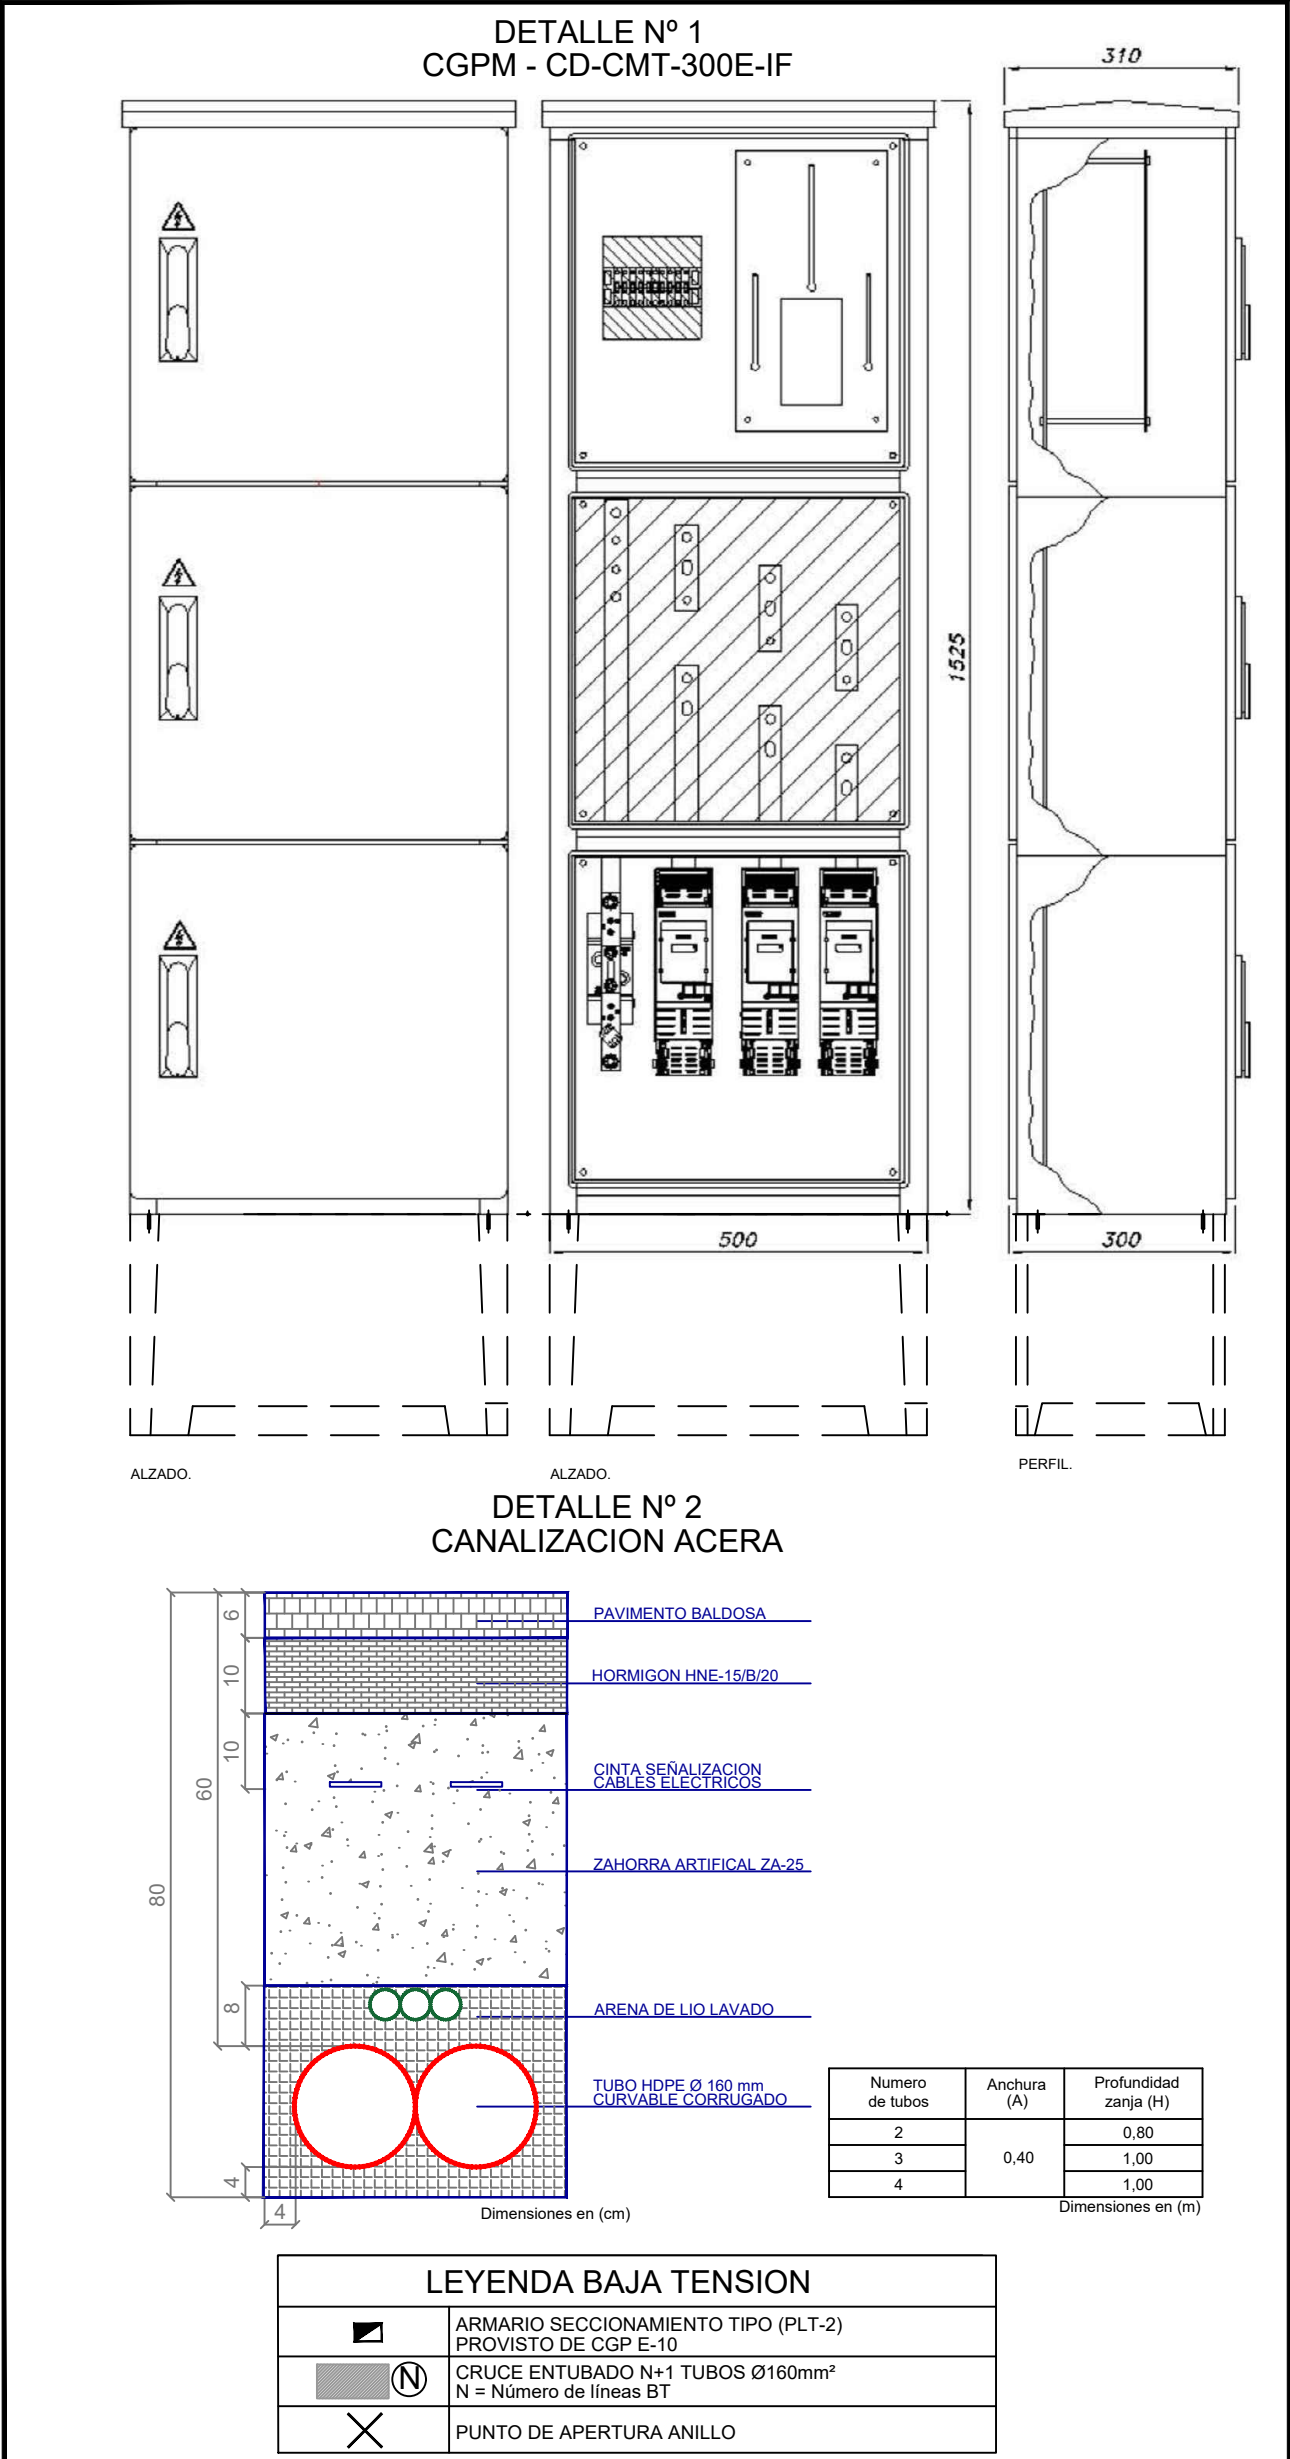 DETALLE Nº 1
CGPM - CD-CMT-300E-IF
310
1525
500
300
ALZADO.
ALZADO.
PERFIL.
DETALLE Nº 2
CANALIZACION ACERA
6
10
10
60
80
8
4
4
PAVIMENTO BALDOSA
HORMIGON HNE-15/B/20
CINTA SEÑALIZACION
CABLES ELECTRICOS
ZAHORRA ARTIFICAL ZA-25
ARENA DE LIO LAVADO
TUBO HDPE Ø 160 mm
CURVABLE CORRUGADO
Dimensiones en (cm)
Numero de tubos Anchura (A) Profundidad zanja (H)
2 0,80
3 0,40 1,00
4 1,00
Dimensiones en (m)
LEYENDA BAJA TENSION
ARMARIO SECCIONAMIENTO TIPO (PLT-2)
PROVISTO DE CGP E-10
N
CRUCE ENTUBADO N+1 TUBOS Ø160mm²
N = Número de líneas BT
PUNTO DE APERTURA ANILLO